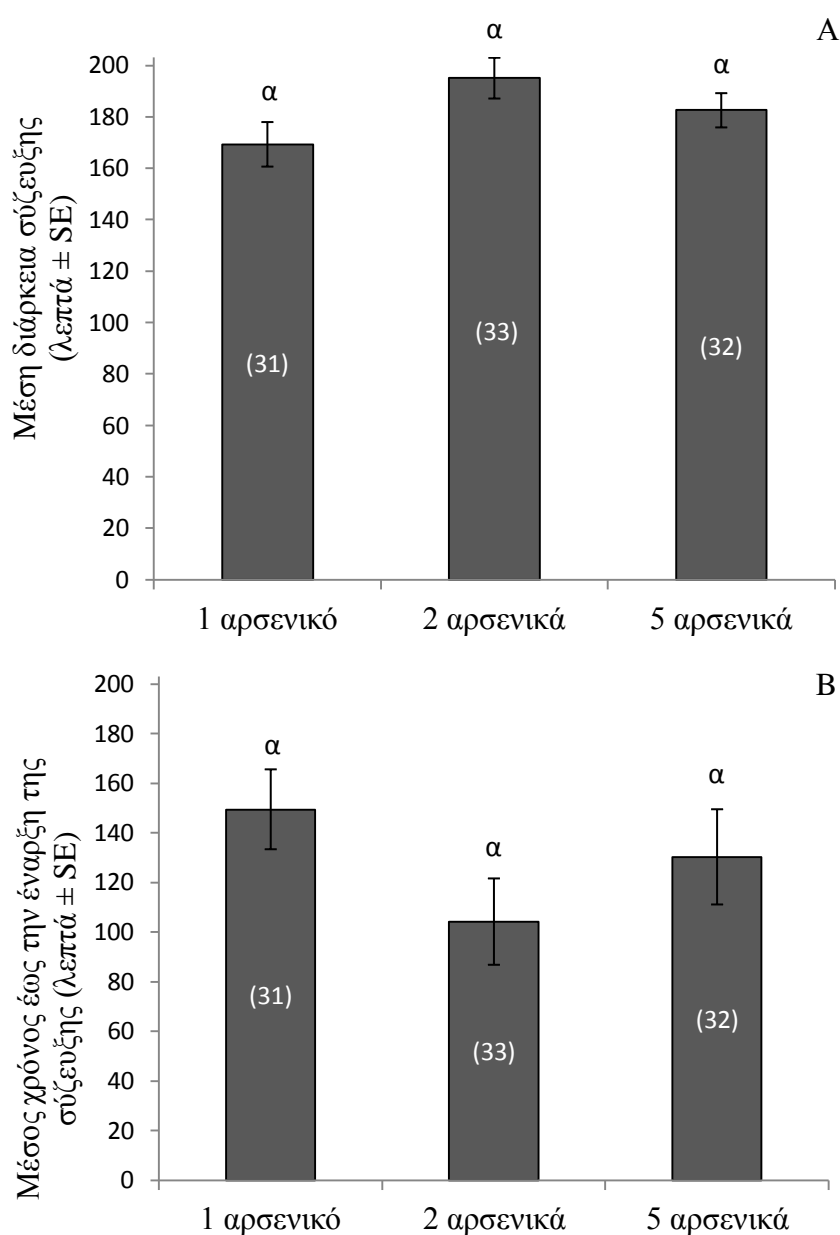 A
Μέση διάρκεια σύζευξης
(λεπτά ± SE)
200
180
160
140
120
100
80
60
40
20
0
α
α
α
(31)
(33)
(32)
1 αρσενικό
2 αρσενικά
5 αρσενικά
B
Μέσος χρόνος έως την έναρξη της
σύζευξης (λεπτά ± SE)
200
180
160
140
120
100
80
60
40
20
0
α
α
α
(31)
(33)
(32)
1 αρσενικό
2 αρσενικά
5 αρσενικά